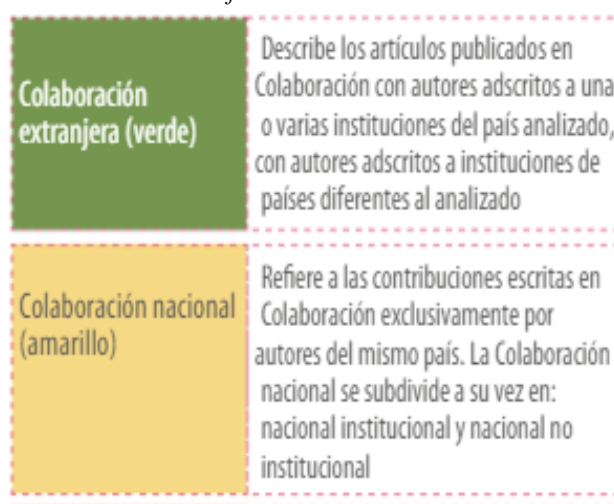 Colaboración
extranjera (verde)
Describe los artículos publicados en
Colaboración con autores adscritos a una
o varias instituciones del país analizado,
con autores adscritos a instituciones de
países diferentes al analizado
Colaboración nacional
(amarillo)
Refiere a las contribuciones escritas en
Colaboración exclusivamente por
autores del mismo país. La Colaboración
nacional se subdivide a su vez en:
nacional institucional y nacional no
institucional